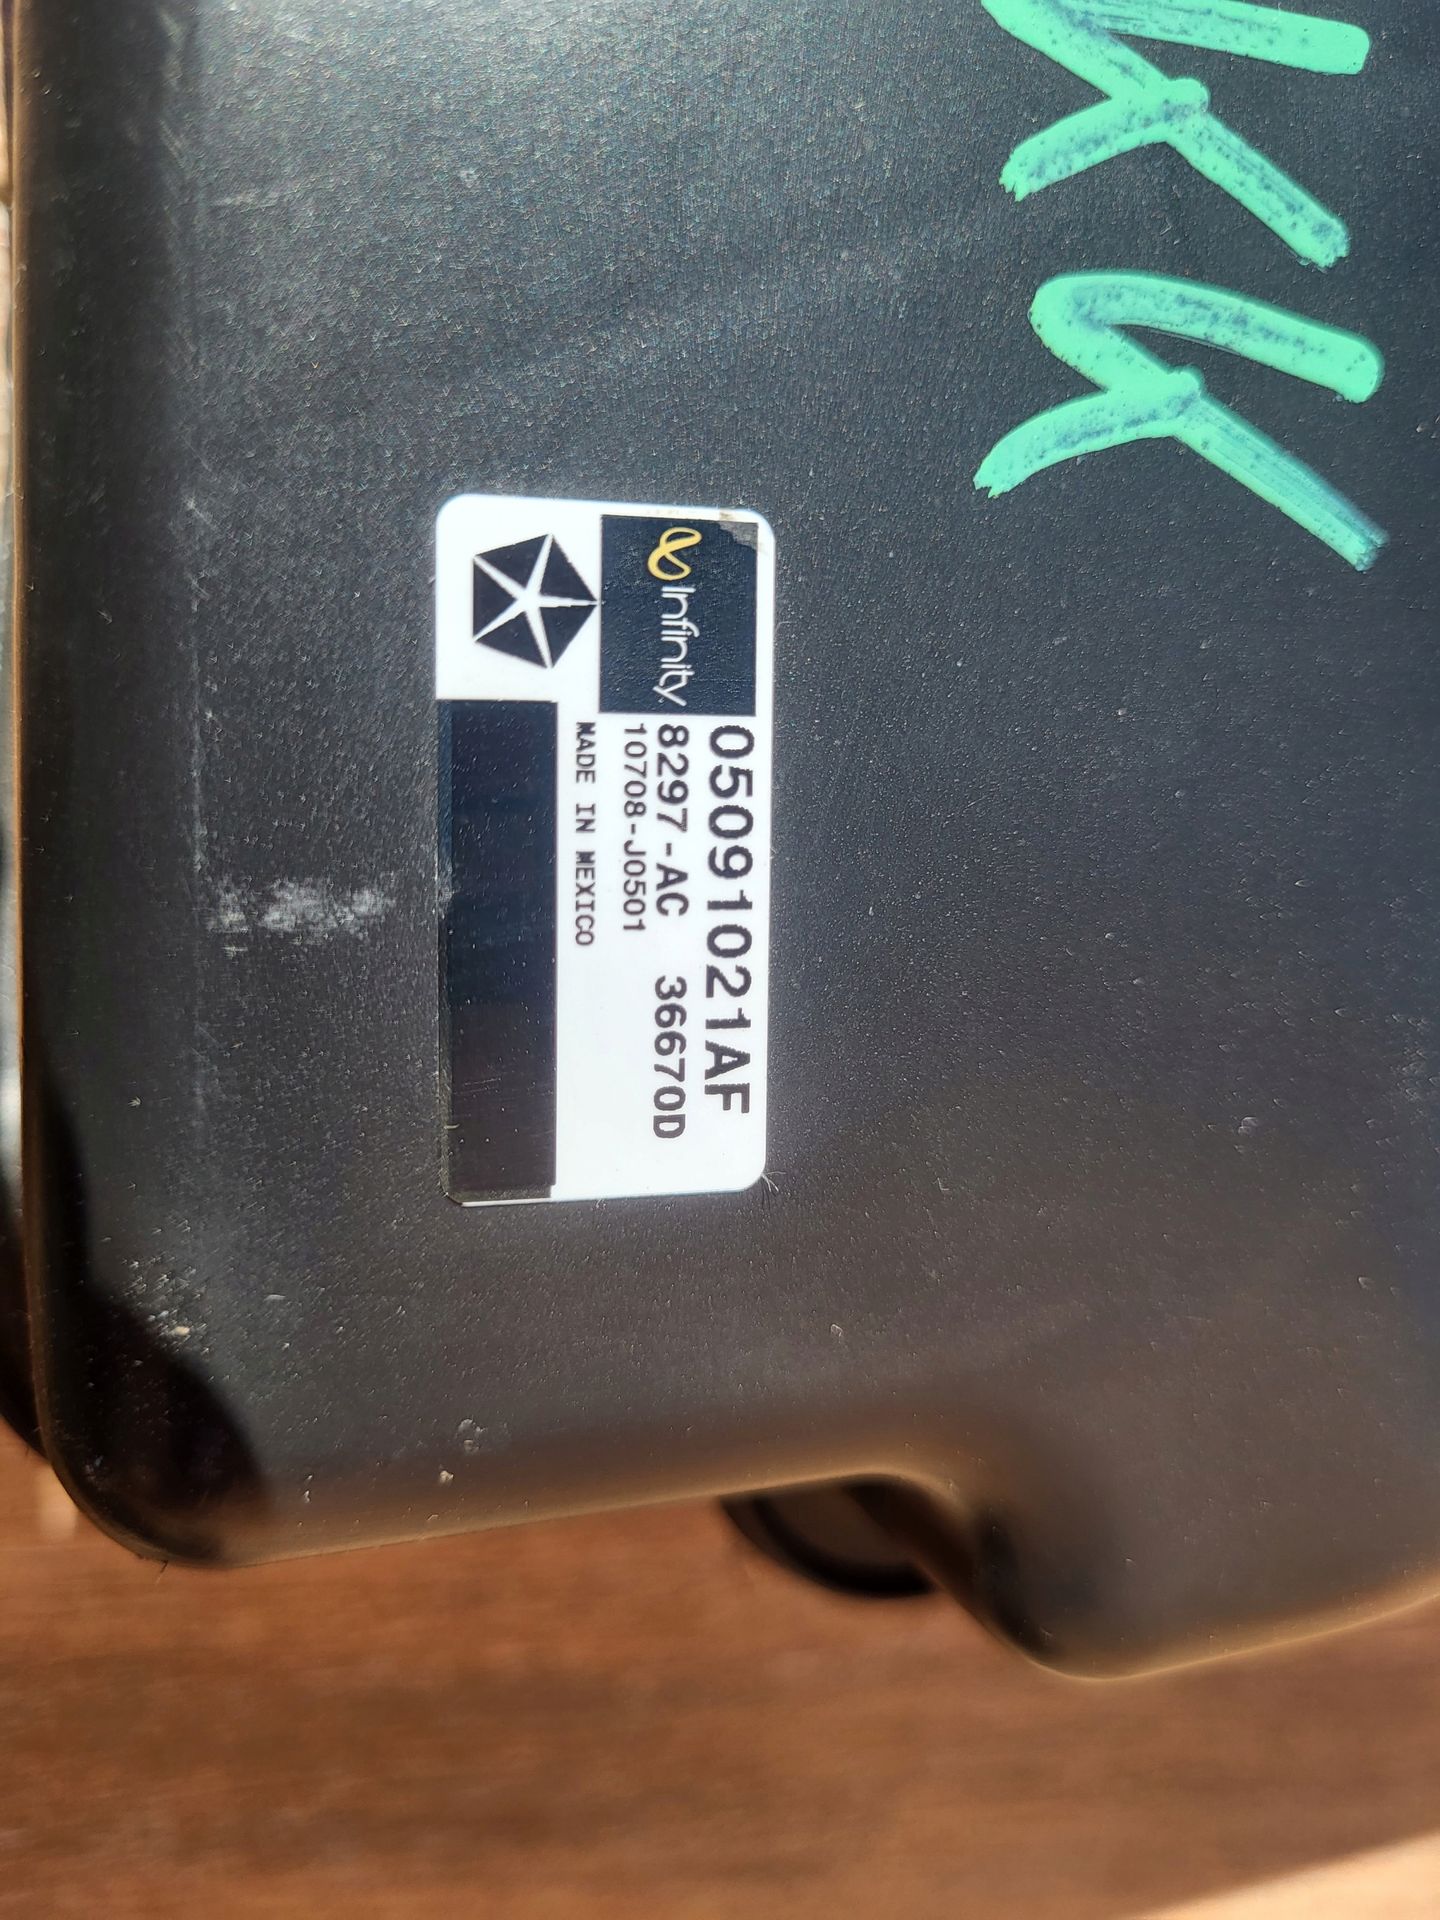 Infinity
05091021AF
8297-AC 36670D
10708-J0501
MADE IN MEXICO